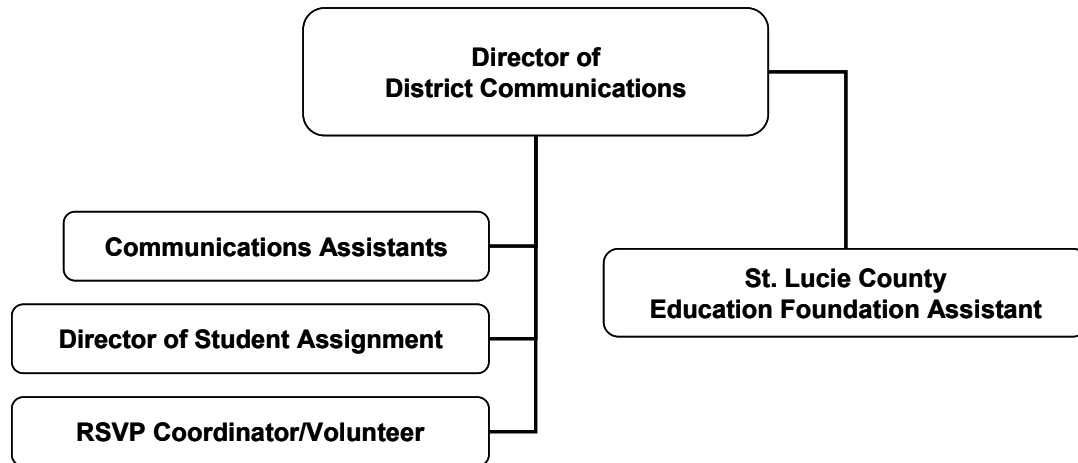 Director of
District Communications
Communications Assistants
St. Lucie County
Education Foundation Assistant
Director of Student Assignment
RSVP Coordinator/Volunteer